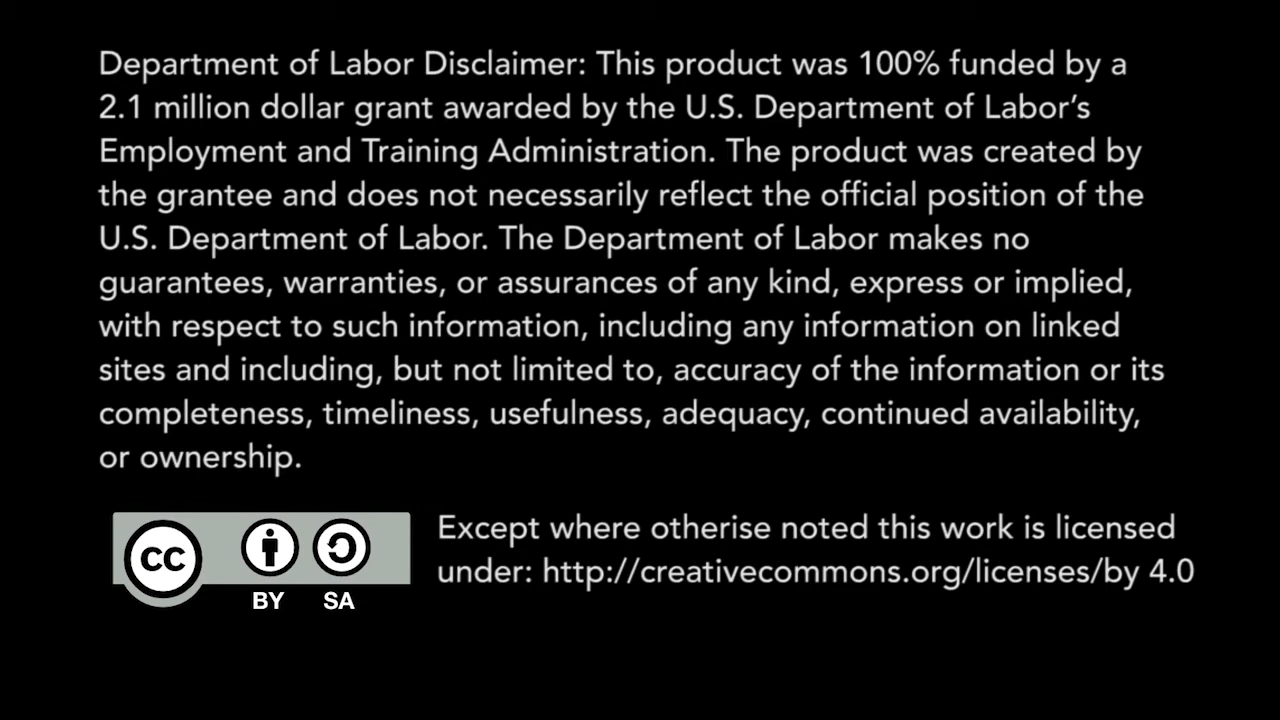 Department of Labor Disclaimer: This product was 100% funded by a
2.1 million dollar grant awarded by the U.S. Department of Labor’s
Employment and Training Administration. The product was created by
the grantee and does not necessarily reflect the official position of the
U.S. Department of Labor. The Department of Labor makes no
guarantees, warranties, or assurances of any kind, express or implied,
with respect to such information, including any information on linked
sites and including, but not limited to, accuracy of the information or its
completeness, timeliness, usefulness, adequacy, continued availability,
or ownership.
cc
BY SA
Except where otherise noted this work is licensed
under: http://creativecommons.org/licenses/by 4.0